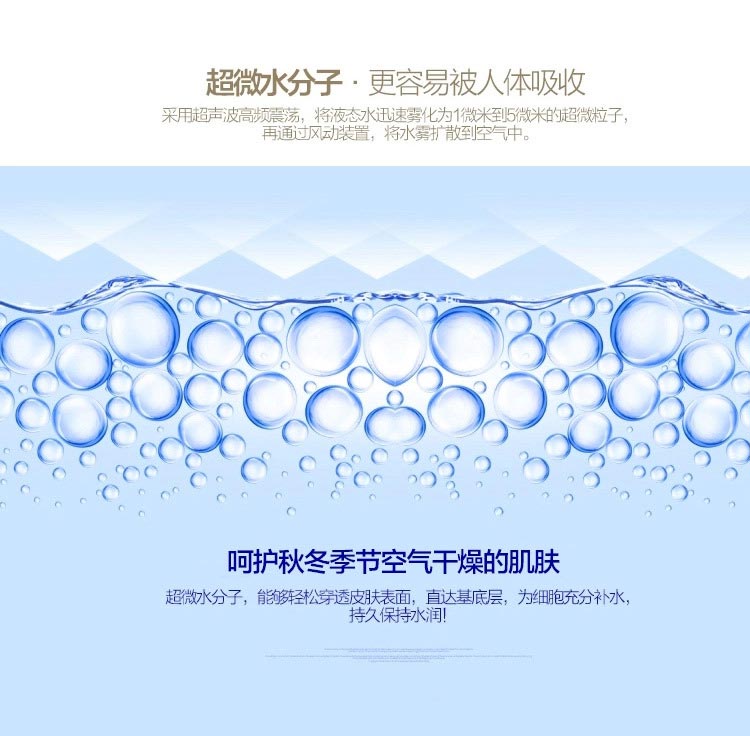 超微水分子·更容易被人体吸收
采用超声波高频震荡，将液态水迅速雾化为1微米到5微米的超微粒子，
再通过风动装置，将水雾扩散到空气中。
呵护秋冬季节空气干燥的肌肤
超微水分子，能够轻松穿透皮肤表面，直达基底层，为细胞充分补水，
持久保持水润！